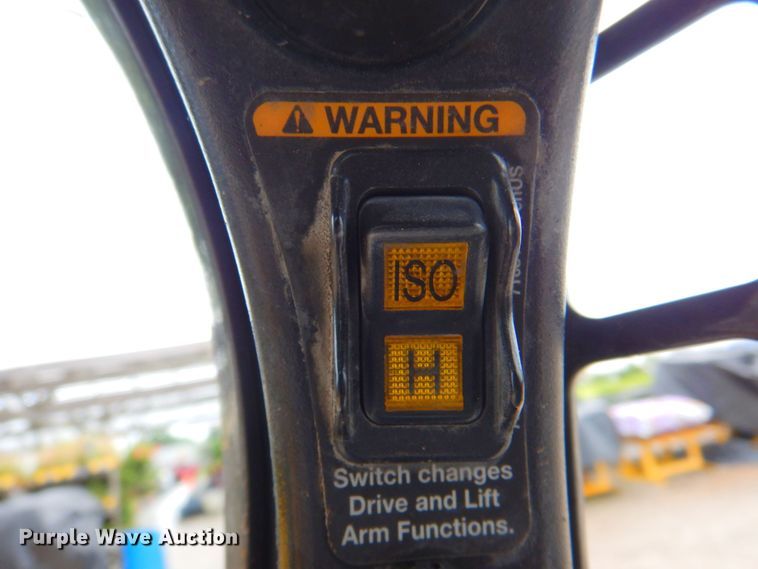 WARNING
ISO
H
Switch changes
Drive and Lift
Arm Functions.
Purple Wave Auction